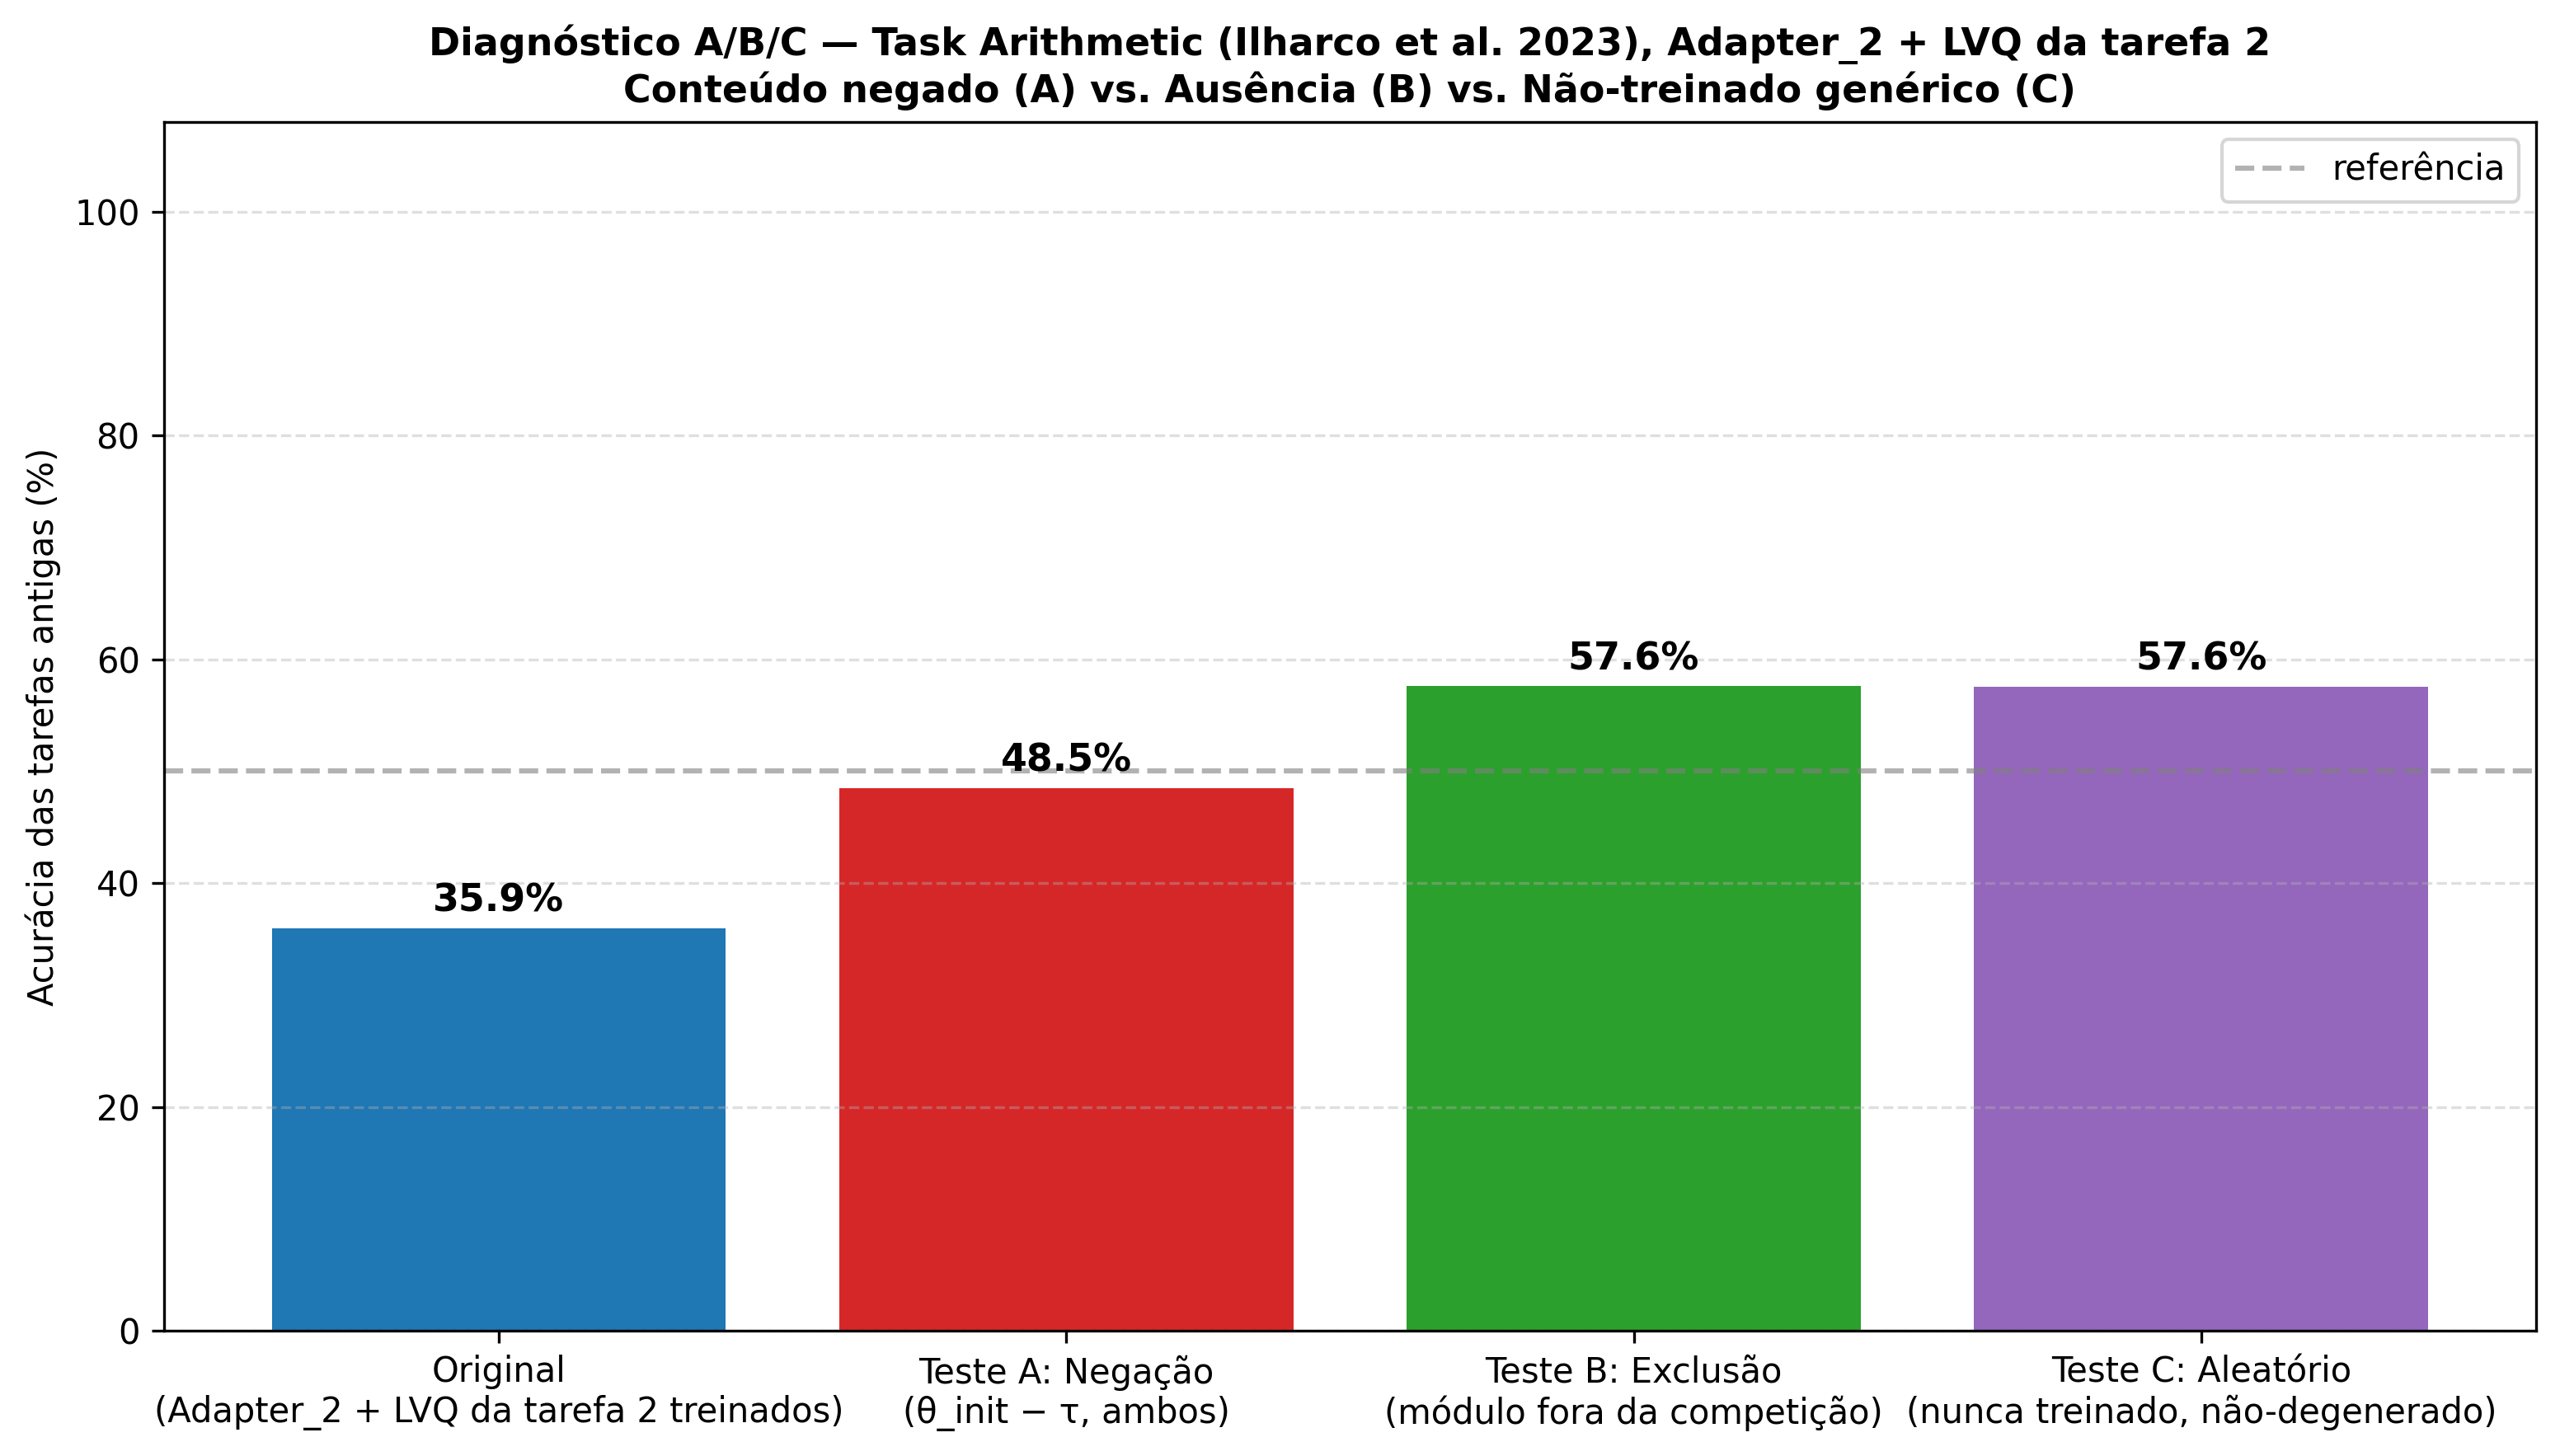 Diagnóstico A/B/C — Task Arithmetic (Ilharco et al. 2023), Adapter_2 + LVQ da tarefa 2
Conteúdo negado (A) vs. Ausência (B) vs. Não-treinado genérico (C)
referência
Acurácia das tarefas antigas (%)
100
80
60
40
20
0
35.9%
48.5%
57.6%
57.6%
Original
(Adapter_2 + LVQ da tarefa 2 treinados)
Teste A: Negação
(θ_init − τ, ambos)
Teste B: Exclusão
(módulo fora da competição)
Teste C: Aleatório
(nunca treinado, não-degenerado)